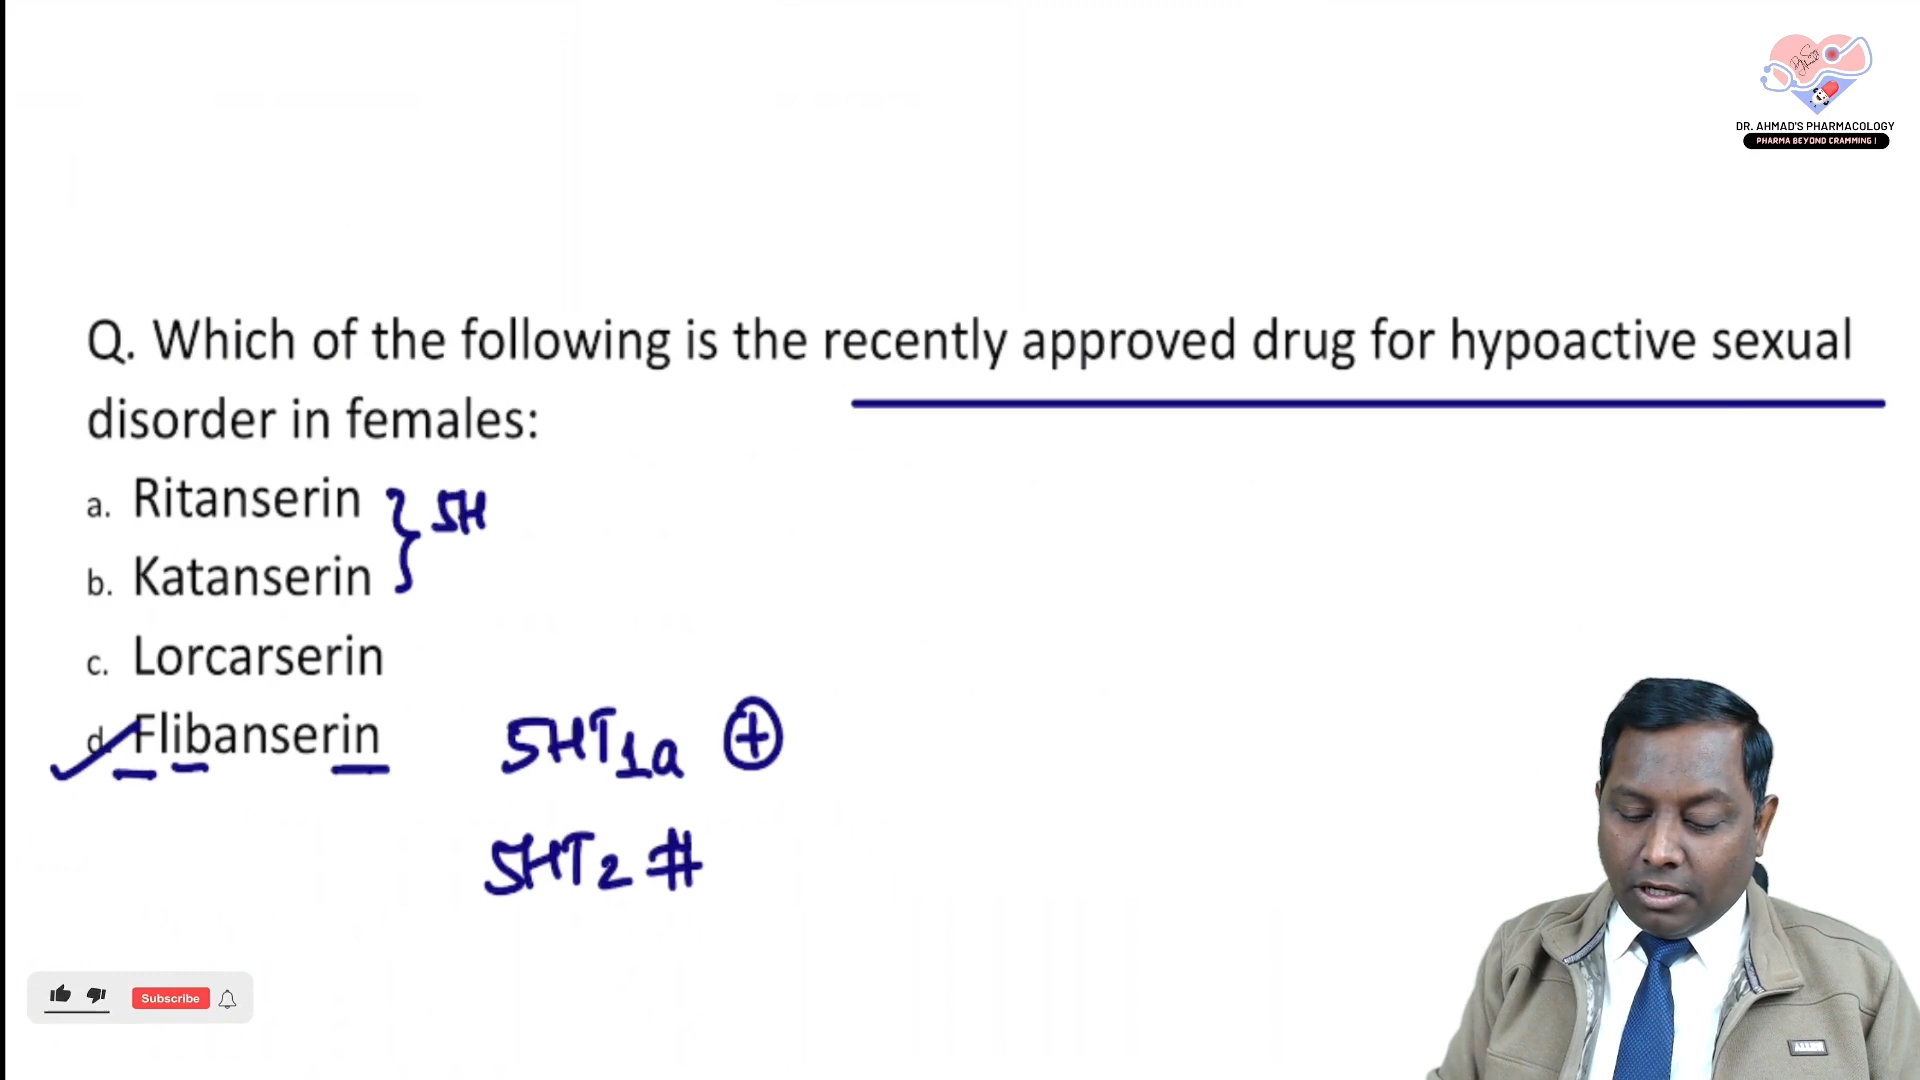 DR. AHMAD'S PHARMACOLOGY
PHARMA BEYOND CRAMMING !
Q. Which of the following is the recently approved drug for hypoactive sexual
disorder in females:
a. Ritanserin
5H
b. Katanserin
c. Lorcarserin
d. Flibanserin 5HT1a +
5HT2 #
Subscribe